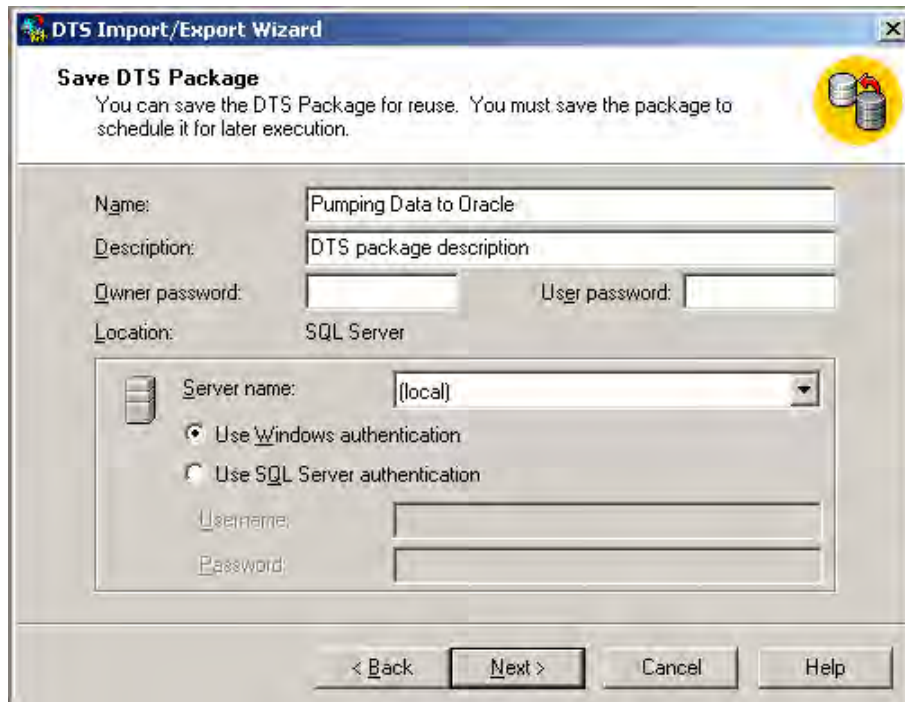 DTS Import/Export Wizard
Save DTS Package
You can save the DTS Package for reuse. You must save the package to
schedule it for later execution.
Name: Pumping Data to Oracle
Description: DTS package description
Owner password: User password:
Location: SQL Server
Server name: (local)
Use Windows authentication
Use SQL Server authentication
Username:
Password:
< Back Next > Cancel Help